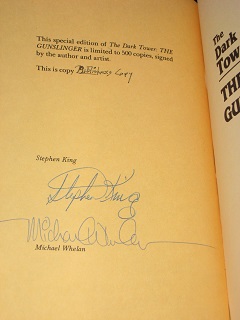 This special edition of The Dark Tower: THE
GUNSLINGER is limited to 500 copies, signed
by the author and artist.
This is copy Publishers Copy
Stephen King
Stephen King
Michael Whelan
Michael Whelan
The
Dark
Tow
THE
GU